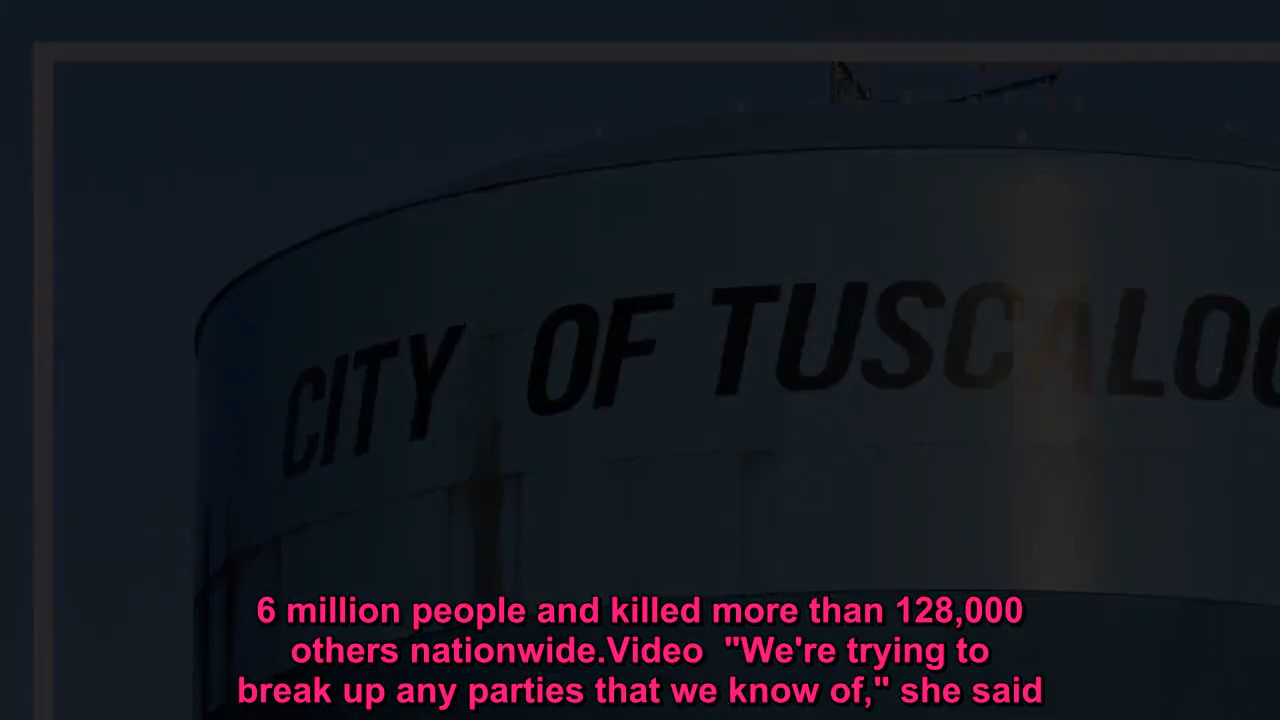 CITY OF TUSCALOO
6 million people and killed more than 128,000
others nationwide.Video "We're trying to
break up any parties that we know of," she said